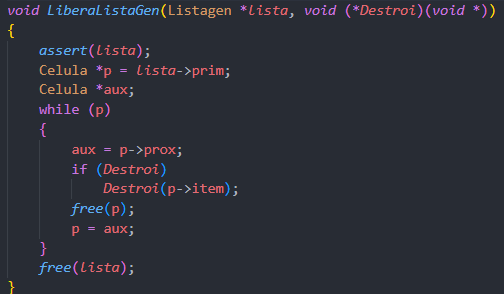 void LiberaListaGen(Listagen *lista, void (*Destroi)(void *))
{
    assert(lista);
    Celula *p = lista->prim;
    Celula *aux;
    while (p)
    {
        aux = p->prox;
        if (Destroi)
            Destroi(p->item);
        free(p);
        p = aux;
    }
    free(lista);
}